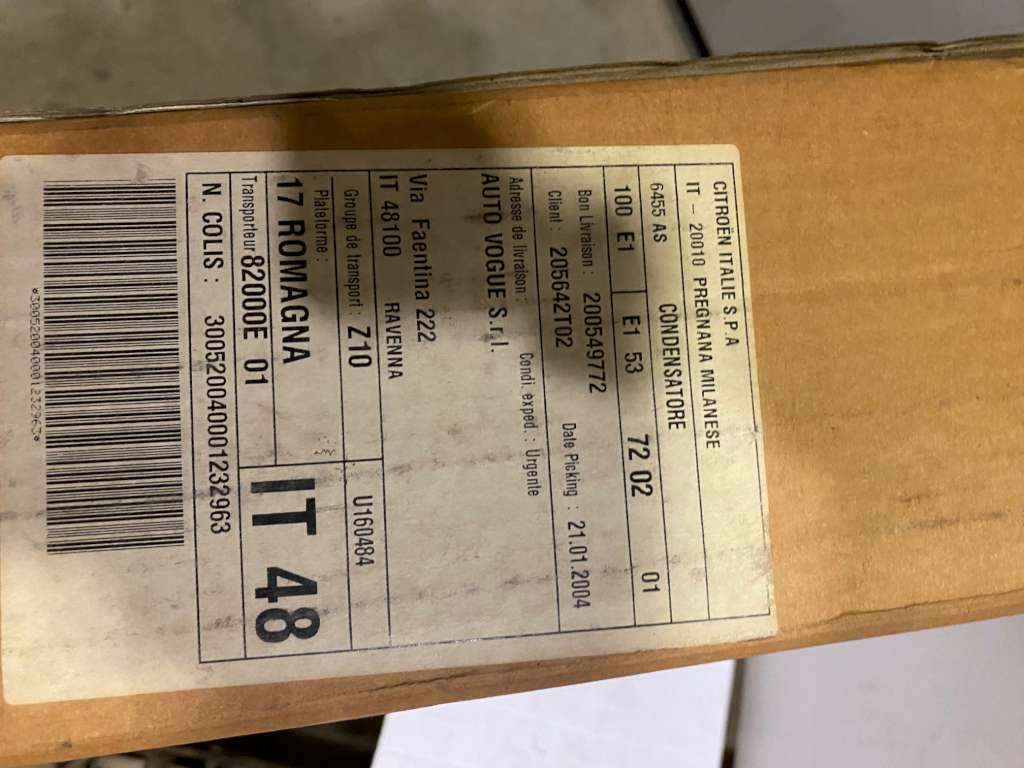 CITROËN ITALIE S.P.A
IT - 20010 PREGNANA MILANESE
6455 AS CONDENSATORE 01
100 E1 E1 53 72 02
Bon Livraison : 200549772
Client : 205642T02 Date Picking : 21.01.2004
Adresse de livraison : Condi. exped. : Urgente
AUTO VOGUE S.r.l.
Via Faentina 222
IT 48100 RAVENNA
Groupe de transport : Z10 U160484
Plateforme :
17 ROMAGNA
IT 48
Transporteur 82000E 01
N. COLIS : 300520040001232963
*300520040001232963*